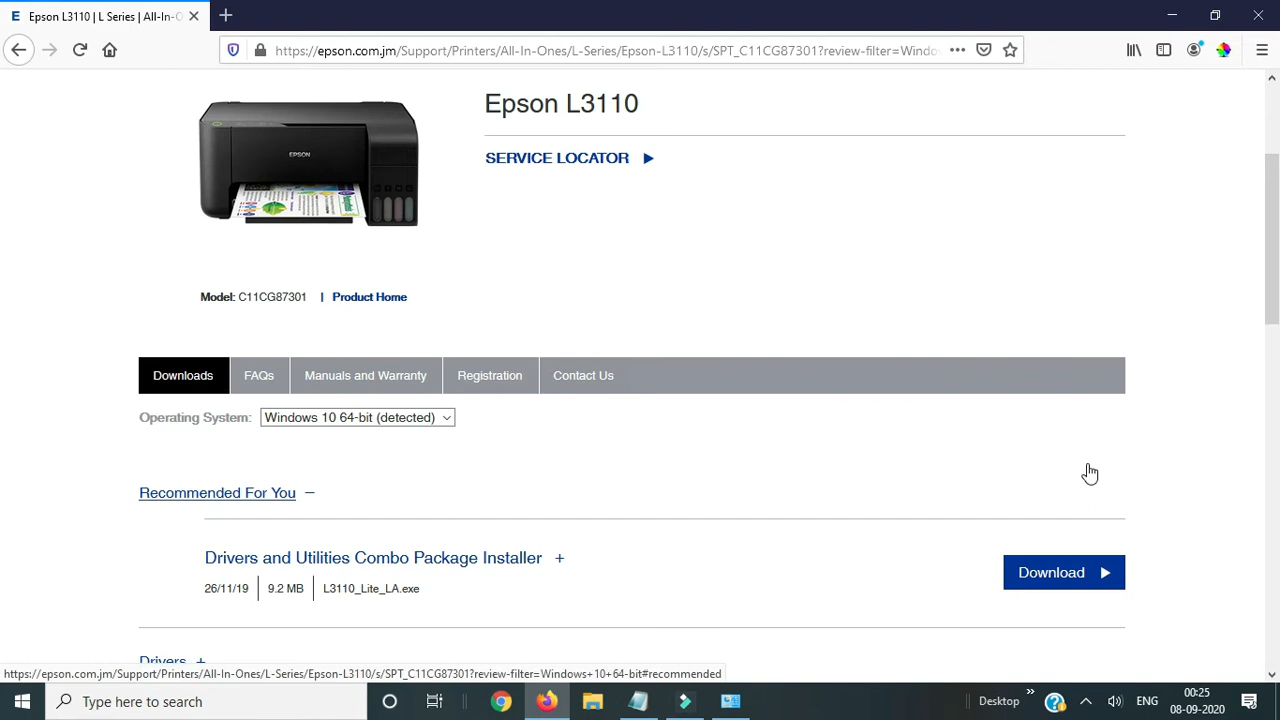 E Epson L3110 | L Series | All-In-O
https://epson.com.jm/Support/Printers/All-In-Ones/L-Series/Epson-L3110/s/SPT_C11CG87301?review-filter=Windo
EPSON
Epson L3110
SERVICE LOCATOR
Model: C11CG87301 | Product Home
Downloads FAQs Manuals and Warranty Registration Contact Us
Operating System: Windows 10 64-bit (detected)
Recommended For You −
Drivers and Utilities Combo Package Installer +
26/11/19 9.2 MB L3110_Lite_LA.exe
Download
Drivers +
https://epson.com.jm/Support/Printers/All-In-Ones/L-Series/Epson-L3110/s/SPT_C11CG87301?review-filter=Windows+10+64-bit#recommended
Type here to search
Desktop
ENG
00:25
08-09-2020